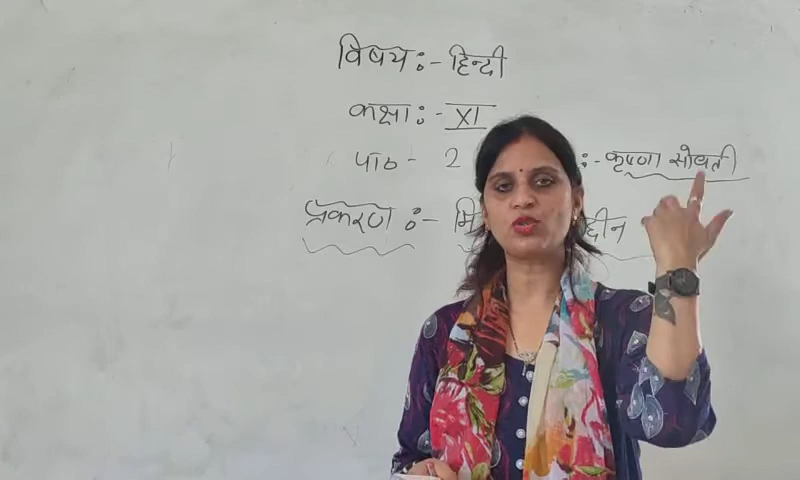 विषय :- हिन्दी
कक्षा :- XI
पाठ - 2 :- कृष्णा सोबती
प्रकरण :-